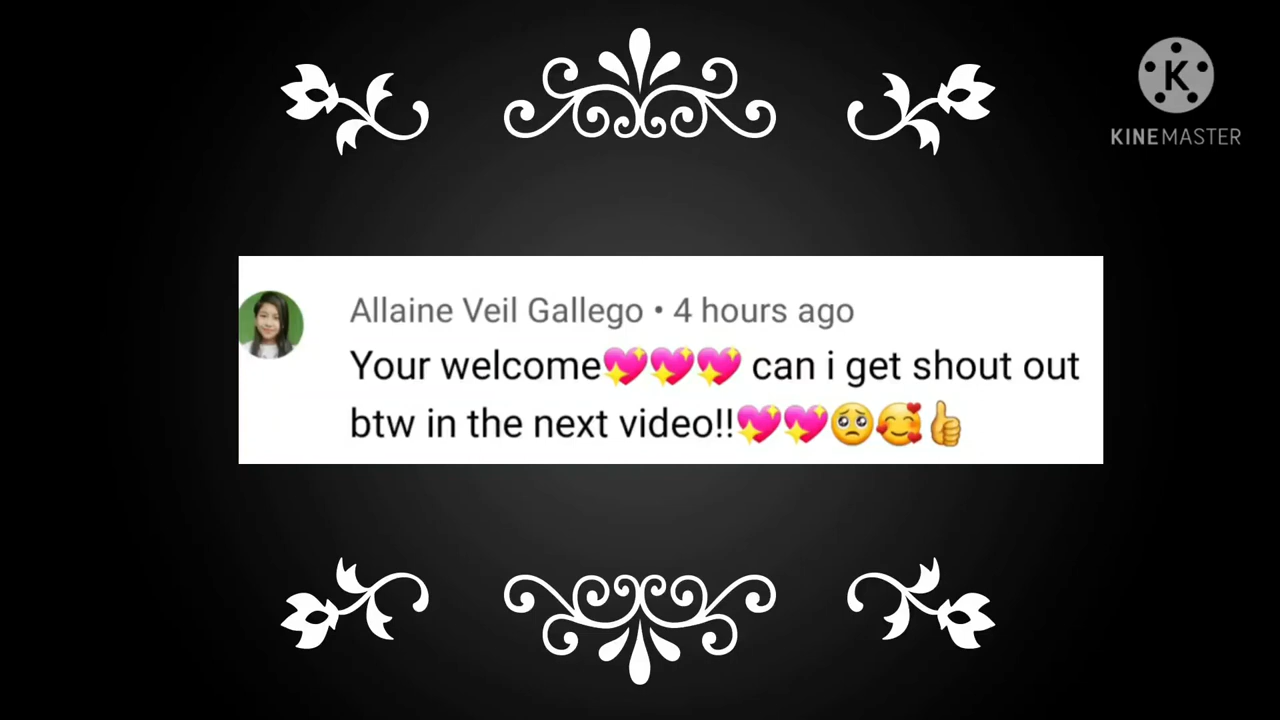 KINEMASTER
Allaine Veil Gallego • 4 hours ago
Your welcome💖💖💖 can i get shout out
btw in the next video!!💖💖🥺🥰👍